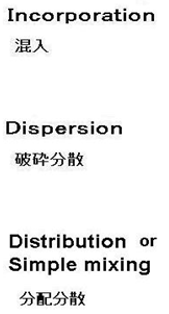 Incorporation
混入
Dispersion
破砕分散
Distribution or
Simple mixing
分配分散